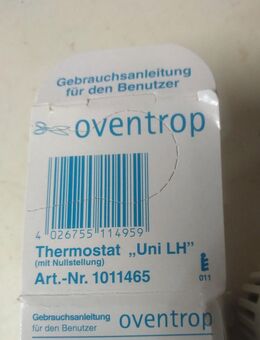 Gebrauchsanleitung
für den Benutzer
oventrop
4 026755 114959
Thermostat „Uni LH"
(mit Nullstellung)
011
Art.-Nr. 1011465
Gebrauchsanleitung
für den Benutzer
oventrop